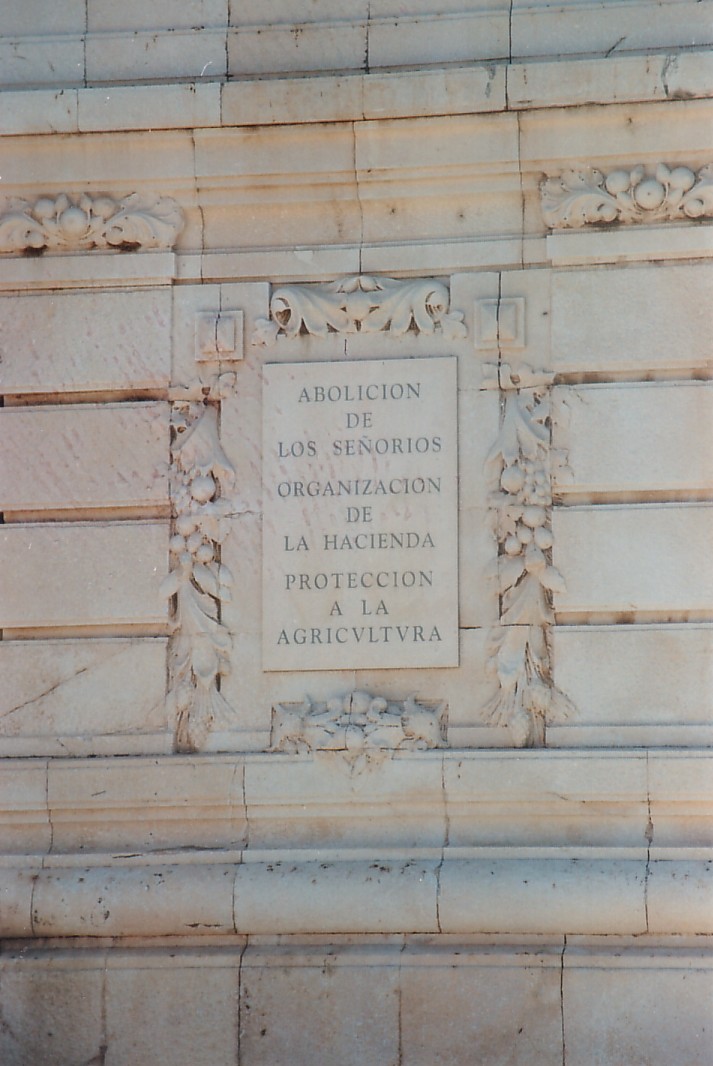 ABOLICION
DE
LOS SEÑORIOS
ORGANIZACION
DE
LA HACIENDA
PROTECCION
A LA
AGRICVLTVRA